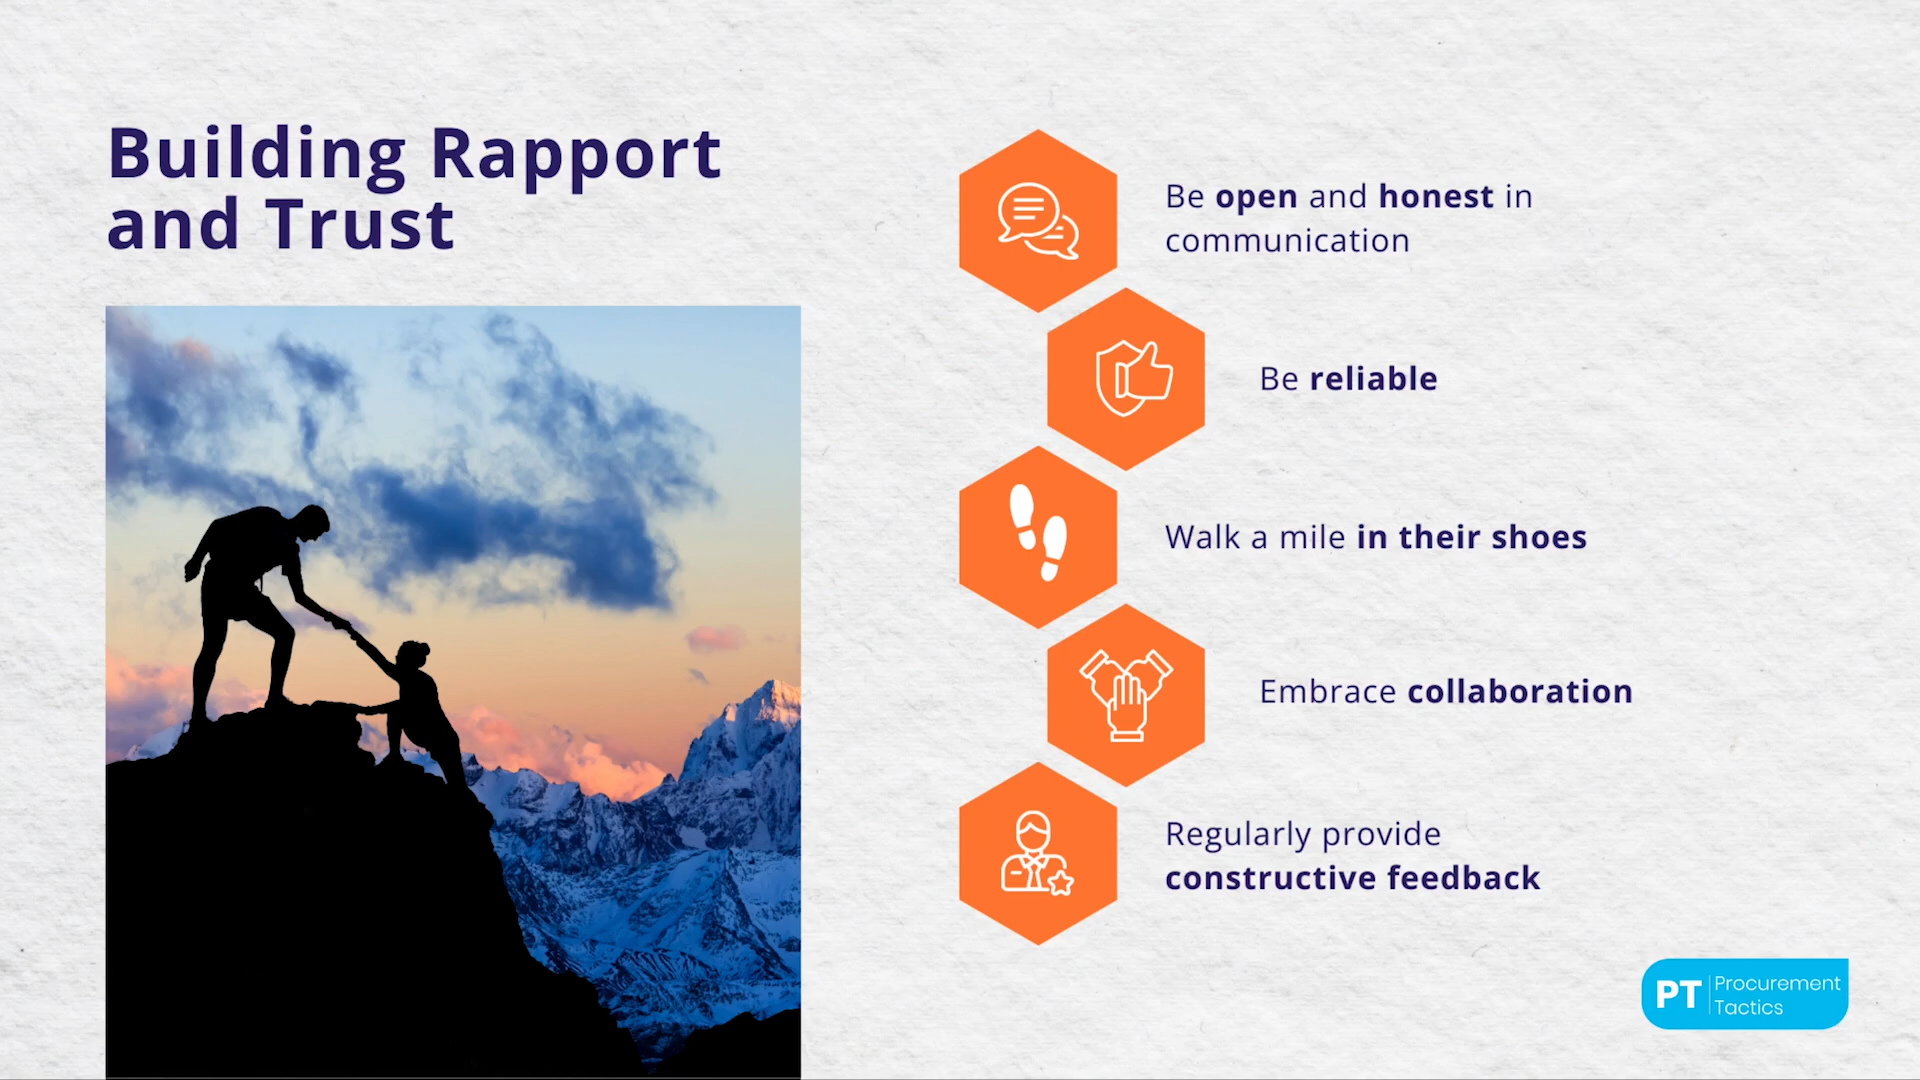 Building Rapport
and Trust
Be open and honest in
communication
Be reliable
Walk a mile in their shoes
Embrace collaboration
Regularly provide
constructive feedback
PT Procurement
Tactics